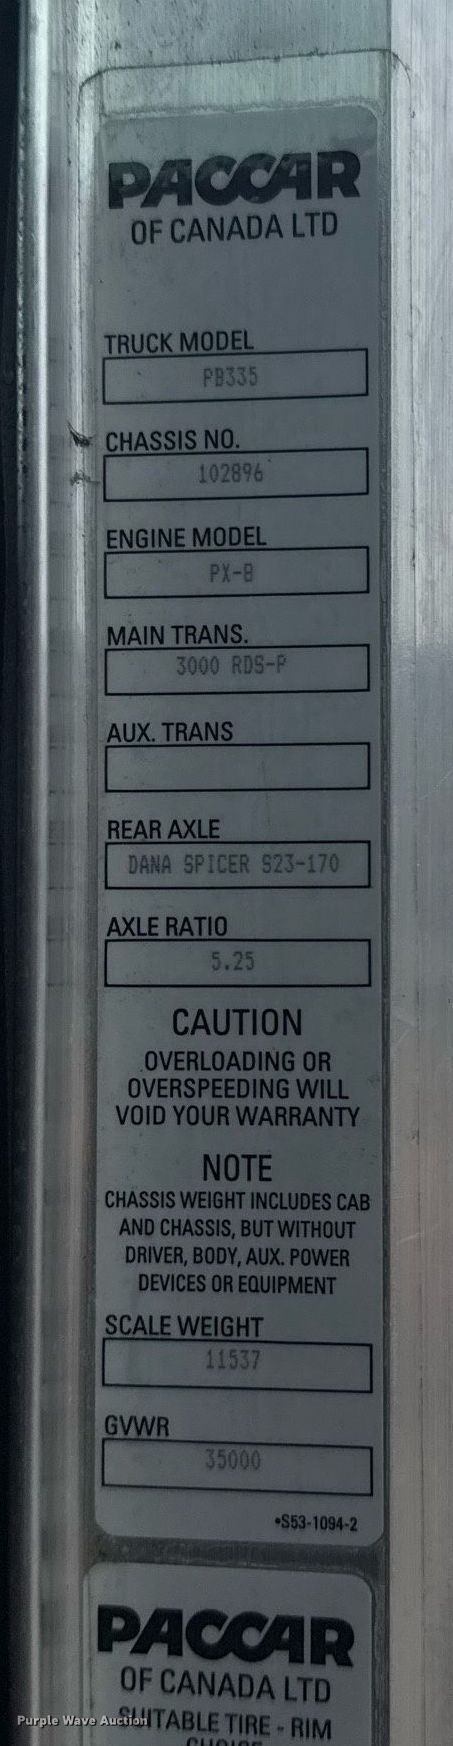 PACCAR
OF CANADA LTD
TRUCK MODEL
PB335
CHASSIS NO.
102896
ENGINE MODEL
PX-8
MAIN TRANS.
3000 RDS-P
AUX. TRANS
REAR AXLE
DANA SPICER S23-170
AXLE RATIO
5.25
CAUTION
OVERLOADING OR
OVERSPEEDING WILL
VOID YOUR WARRANTY
NOTE
CHASSIS WEIGHT INCLUDES CAB
AND CHASSIS, BUT WITHOUT
DRIVER, BODY, AUX. POWER
DEVICES OR EQUIPMENT
SCALE WEIGHT
11537
GVWR
35000
•S53-1094-2
PACCAR
OF CANADA LTD
SUITABLE TIRE - RIM
CHOICE
Purple Wave Auction